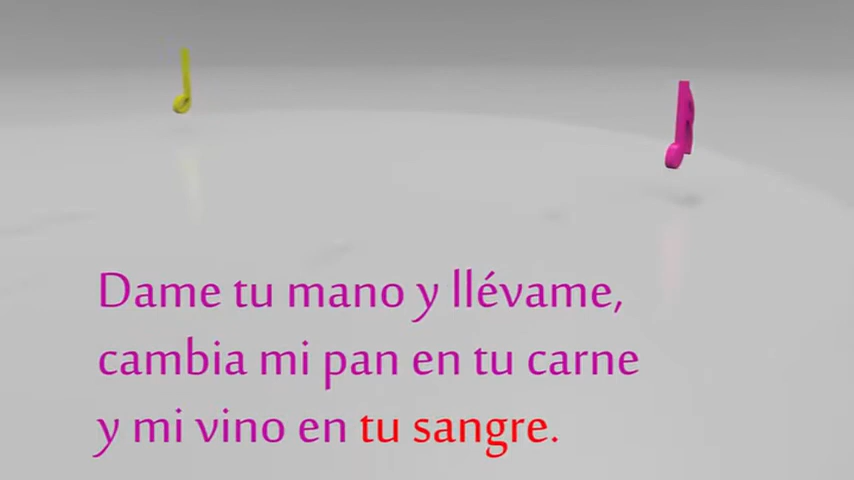 Dame tu mano y llévame,
cambia mi pan en tu carne
y mi vino en tu sangre.